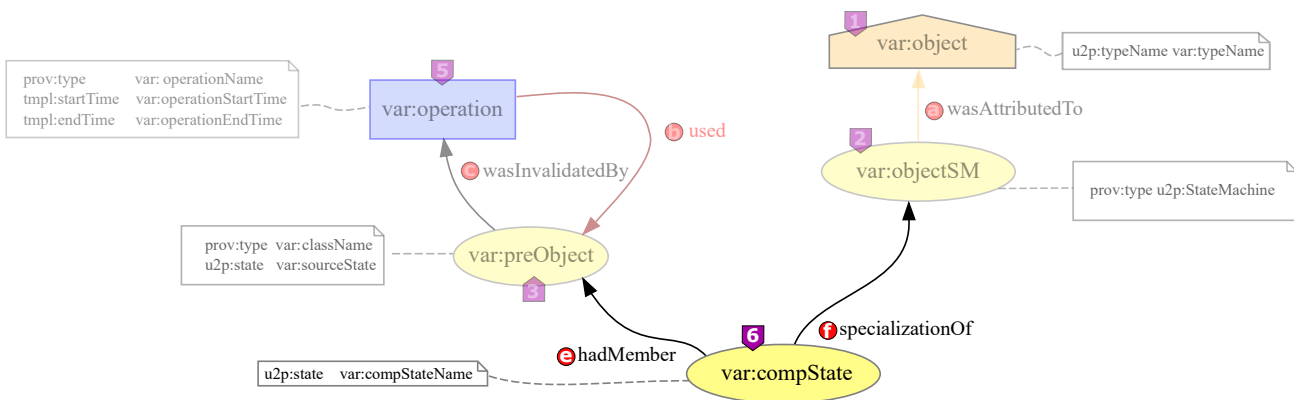 1
var:object
u2p:typeName var:typeName
5
prov:type var: operationName
tmpl:startTime var:operationStartTime
tmpl:endTime var:operationEndTime
var:operation
a wasAttributedTo
b used
2
var:objectSM
c wasInvalidatedBy
prov:type u2p:StateMachine
prov:type var:className
u2p:state var:sourceState
var:preObject
3
f specializationOf
6
e hadMember
u2p:state var:compStateName
var:compState